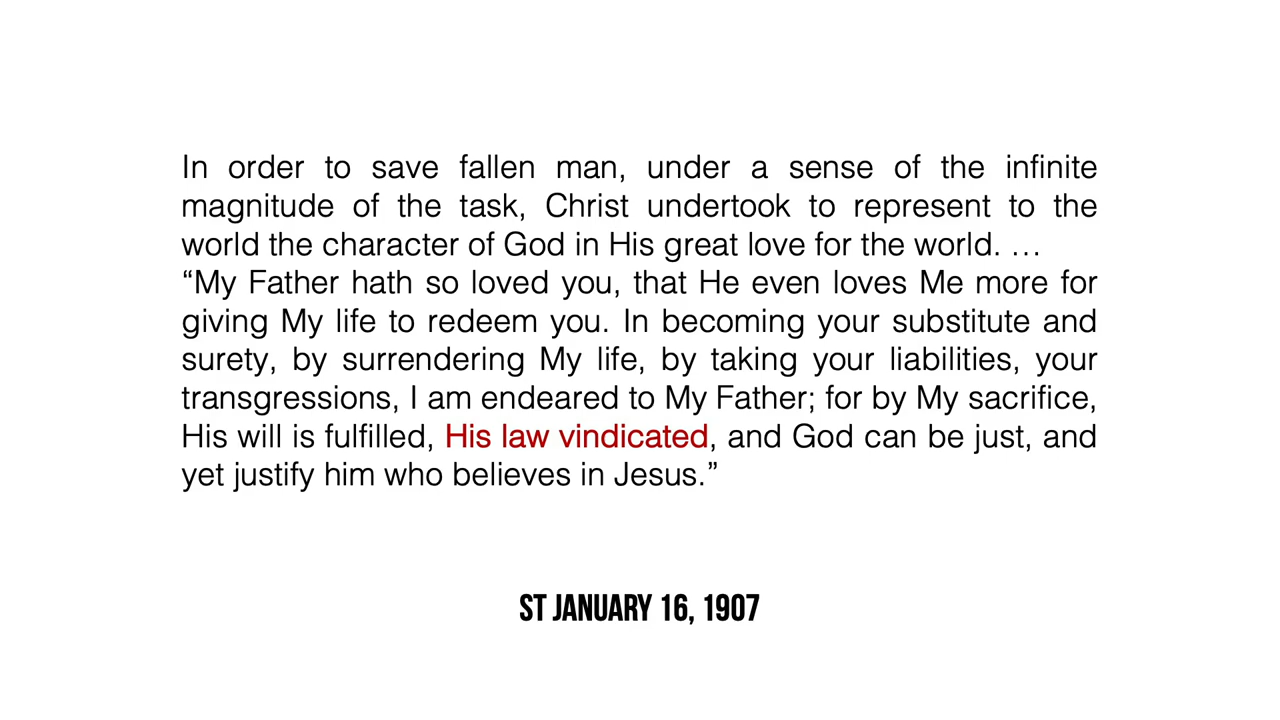 In order to save fallen man, under a sense of the infinite
magnitude of the task, Christ undertook to represent to the
world the character of God in His great love for the world. …
“My Father hath so loved you, that He even loves Me more for
giving My life to redeem you. In becoming your substitute and
surety, by surrendering My life, by taking your liabilities, your
transgressions, I am endeared to My Father; for by My sacrifice,
His will is fulfilled, His law vindicated, and God can be just, and
yet justify him who believes in Jesus.”
ST JANUARY 16, 1907